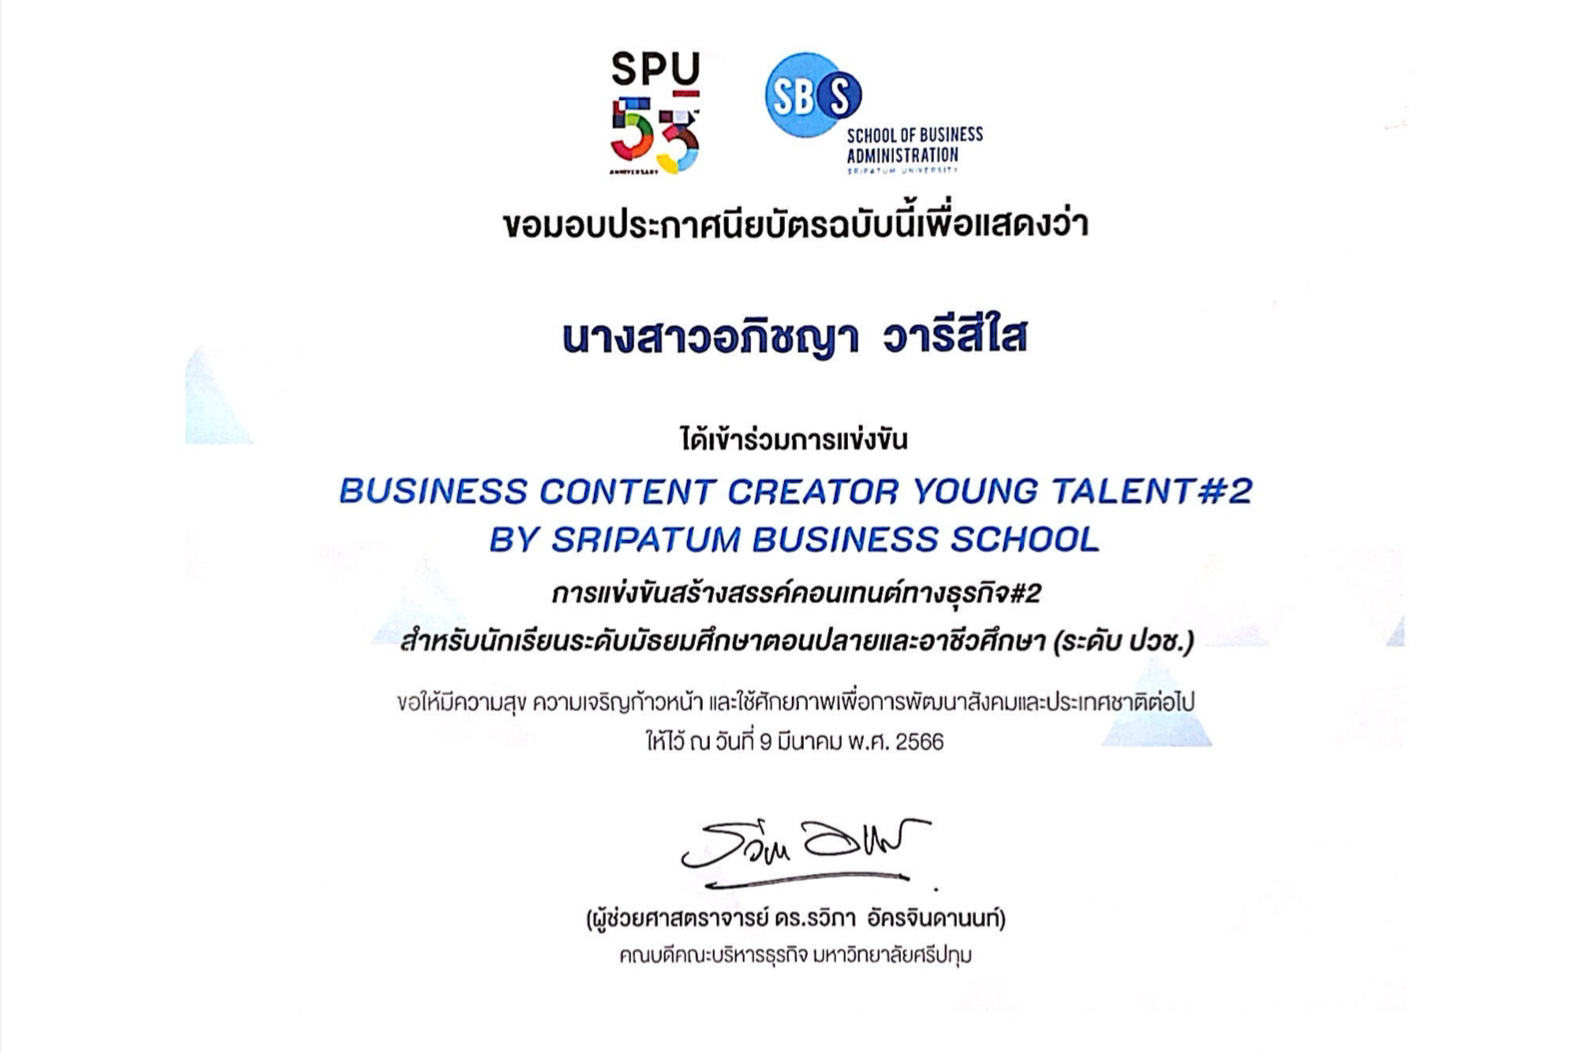 SPU
53
ANNIVERSARY
SBS
SCHOOL OF BUSINESS
ADMINISTRATION
SRIPATUM UNIVERSITY
ขอมอบประกาศนียบัตรฉบับนี้เพื่อแสดงว่า
นางสาวอภิชญา วารีสีใส
ได้เข้าร่วมการแข่งขัน
BUSINESS CONTENT CREATOR YOUNG TALENT#2
BY SRIPATUM BUSINESS SCHOOL
การแข่งขันสร้างสรรค์คอนเทนต์ทางธุรกิจ#2
สำหรับนักเรียนระดับมัธยมศึกษาตอนปลายและอาชีวศึกษา (ระดับ ปวช.)
ขอให้มีความสุข ความเจริญก้าวหน้า และใช้ศักยภาพเพื่อการพัฒนาสังคมและประเทศชาติต่อไป
ให้ไว้ ณ วันที่ 9 มีนาคม พ.ศ. 2566
(ผู้ช่วยศาสตราจารย์ ดร.รวิภา อัครจินดานนท์)
คณบดีคณะบริหารธุรกิจ มหาวิทยาลัยศรีปทุม